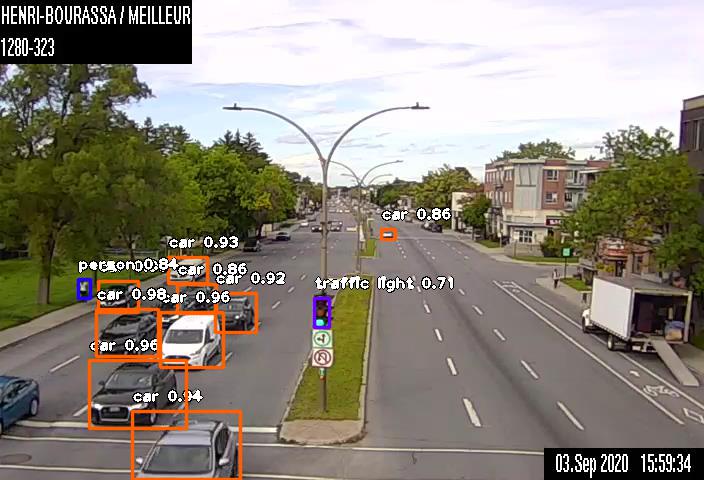 HENRI-BOURASSA / MEILLEUR
1280-323
car 0.86
car 0.93
person 0.84
car 0.86
car 0.92
traffic light 0.71
car 0.98
car 0.96
car 0.96
car 0.94
03.Sep 2020 15:59:34